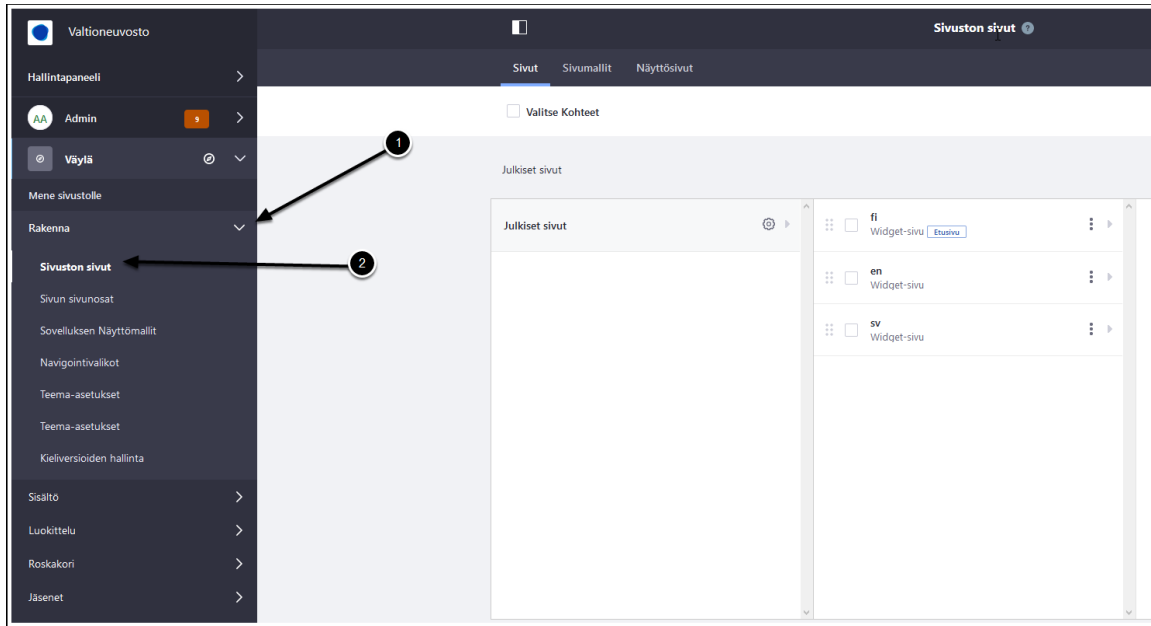 Valtioneuvosto
Sivuston sivut ?
Hallintapaneeli
Sivut Sivumallit Näyttösivut
AA Admin 9
Valitse Kohteet
1
Väylä
Julkiset sivut
Mene sivustolle
Rakenna
Julkiset sivut
fi
Widget-sivu Etusivu
2
Sivuston sivut
en
Widget-sivu
Sivun sivunosat
Sovelluksen Näyttömallit
sv
Widget-sivu
Navigointivalikot
Teema-asetukset
Teema-asetukset
Kieliversioiden hallinta
Sisältö
Luokittelu
Roskakori
Jäsenet